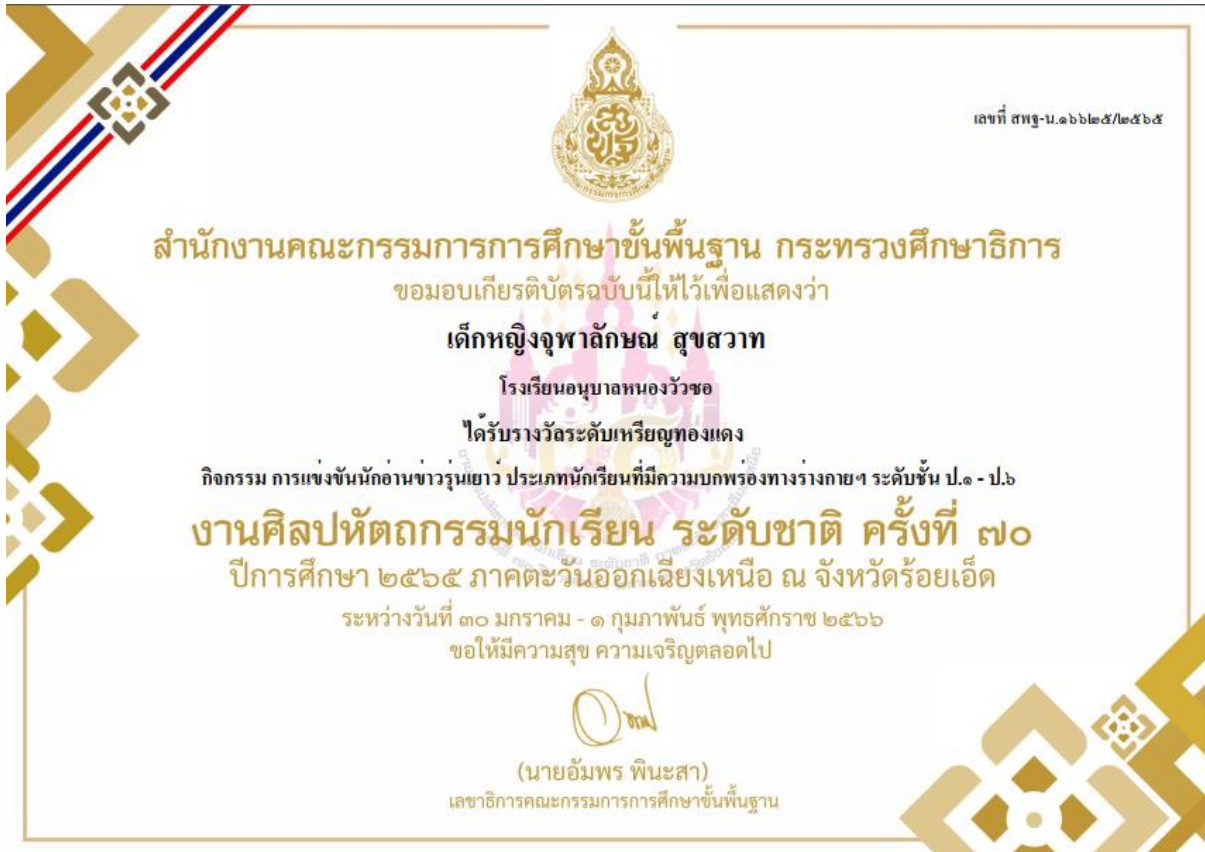 เลขที่ สพฐ-น.๑๖๖๒๕/๒๕๖๕
สำนักงานคณะกรรมการการศึกษาขั้นพื้นฐาน กระทรวงศึกษาธิการ
ขอมอบเกียรติบัตรฉบับนี้ให้ไว้เพื่อแสดงว่า
เด็กหญิงจุฬาลักษณ์ สุขสวาท
โรงเรียนอนุบาลหนองวัวซอ
ได้รับรางวัลระดับเหรียญทองแดง
กิจกรรม การแข่งขันนักอ่านข่าวรุ่นเยาว์ ประเภทนักเรียนที่มีความบกพร่องทางร่างกายฯ ระดับชั้น ป.๑ - ป.๖
งานศิลปหัตถกรรมนักเรียน ระดับชาติ ครั้งที่ ๗๐
ปีการศึกษา ๒๕๖๕ ภาคตะวันออกเฉียงเหนือ ณ จังหวัดร้อยเอ็ด
ระหว่างวันที่ ๓๐ มกราคม - ๑ กุมภาพันธ์ พุทธศักราช ๒๕๖๖
ขอให้มีความสุข ความเจริญตลอดไป
(นายอัมพร พินะสา)
เลขาธิการคณะกรรมการการศึกษาขั้นพื้นฐาน